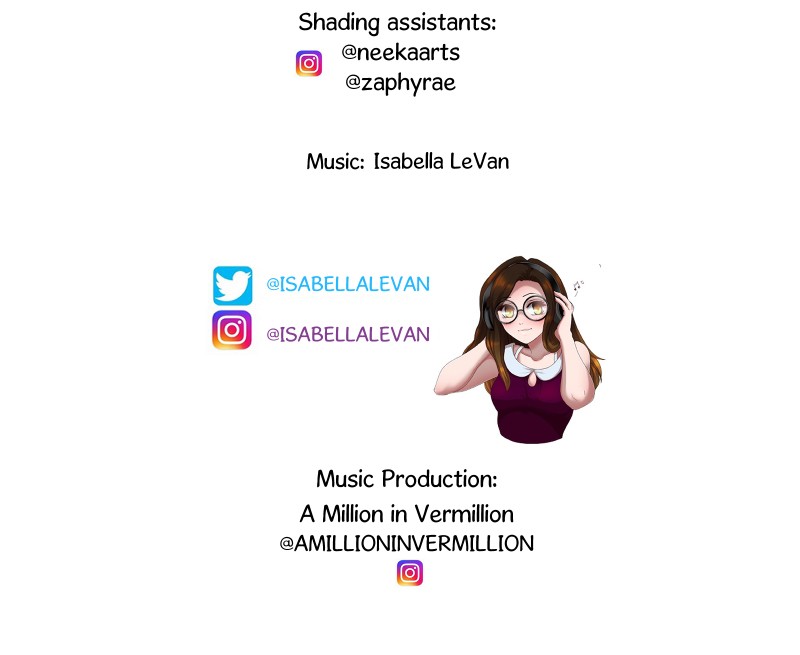 Shading assistants:
@neekaarts
@zaphyrae
Music: Isabella LeVan
@ISABELLALEVAN
@ISABELLALEVAN
Music Production:
A Million in Vermillion
@AMILLIONINVERMILLION